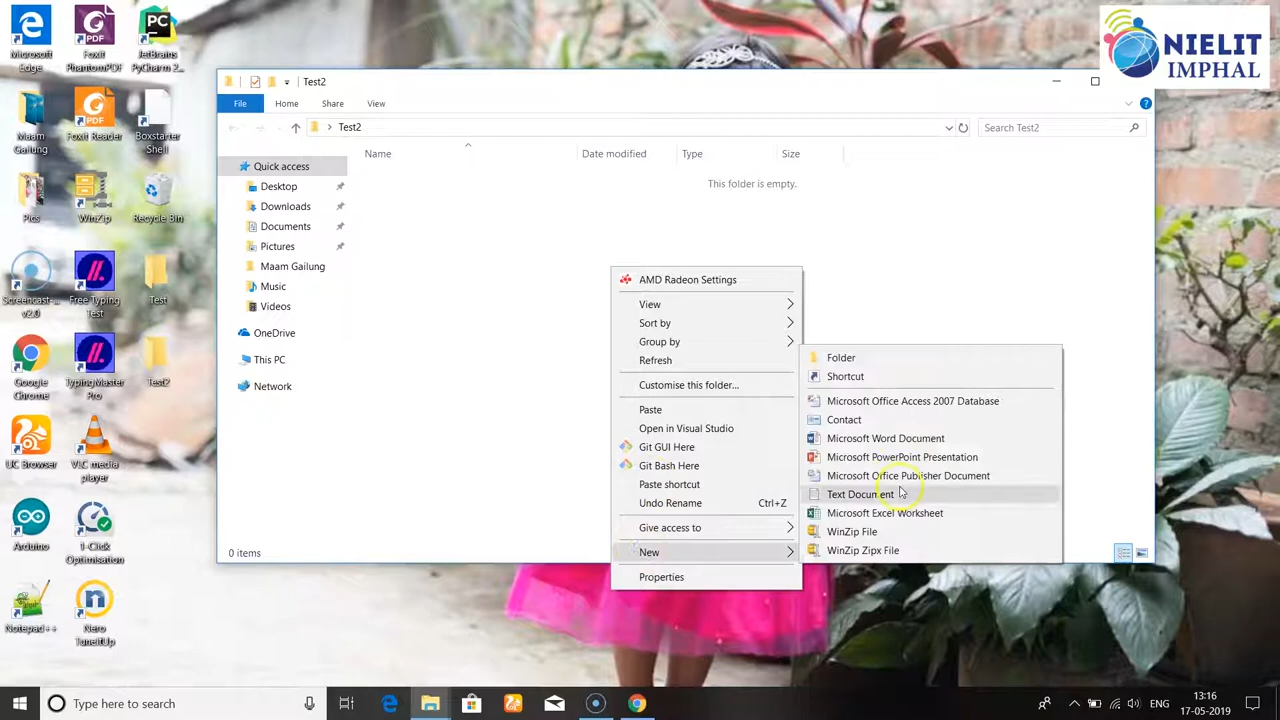 Microsoft
Edge
Foxit
PhantomPDF
JetBrains
PyCharm 2...
Maam
Gailung
Foxit Reader
Boxstarter
Shell
Pics
WinZip
Recycle Bin
Screencast-...
v2.0
Free Typing
Test
Test
Google
Chrome
TypingMaster
Pro
Test2
UC Browser
VLC media
player
Arduino
1-Click
Optimisation
Notepad++
Nero
TuneItUp
NIELIT
IMPHAL
Test2
File
Home
Share
View
Test2
Search Test2
Name
Date modified
Type
Size
This folder is empty.
Quick access
Desktop
Downloads
Documents
Pictures
Maam Gailung
Music
Videos
OneDrive
This PC
Network
0 items
AMD Radeon Settings
View
Sort by
Group by
Refresh
Customise this folder...
Paste
Open in Visual Studio
Git GUI Here
Git Bash Here
Paste shortcut
Undo Rename Ctrl+Z
Give access to
New
Properties
Folder
Shortcut
Microsoft Office Access 2007 Database
Contact
Microsoft Word Document
Microsoft PowerPoint Presentation
Microsoft Office Publisher Document
Text Document
Microsoft Excel Worksheet
WinZip File
WinZip Zipx File
Type here to search
ENG
13:16
17-05-2019